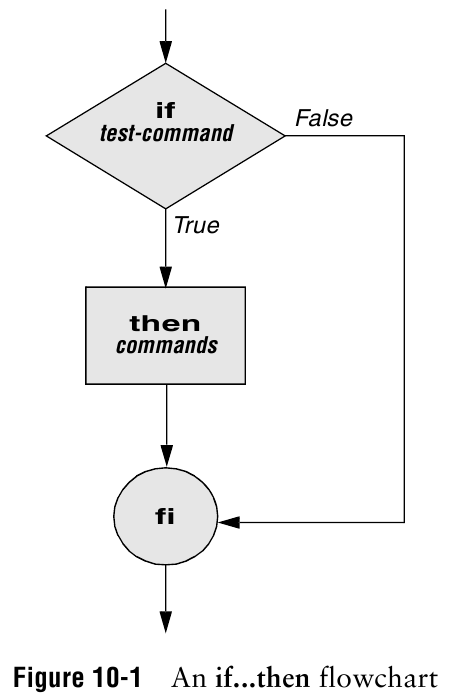 if
test-command
False
True
then
commands
fi
Figure 10-1 An if...then flowchart